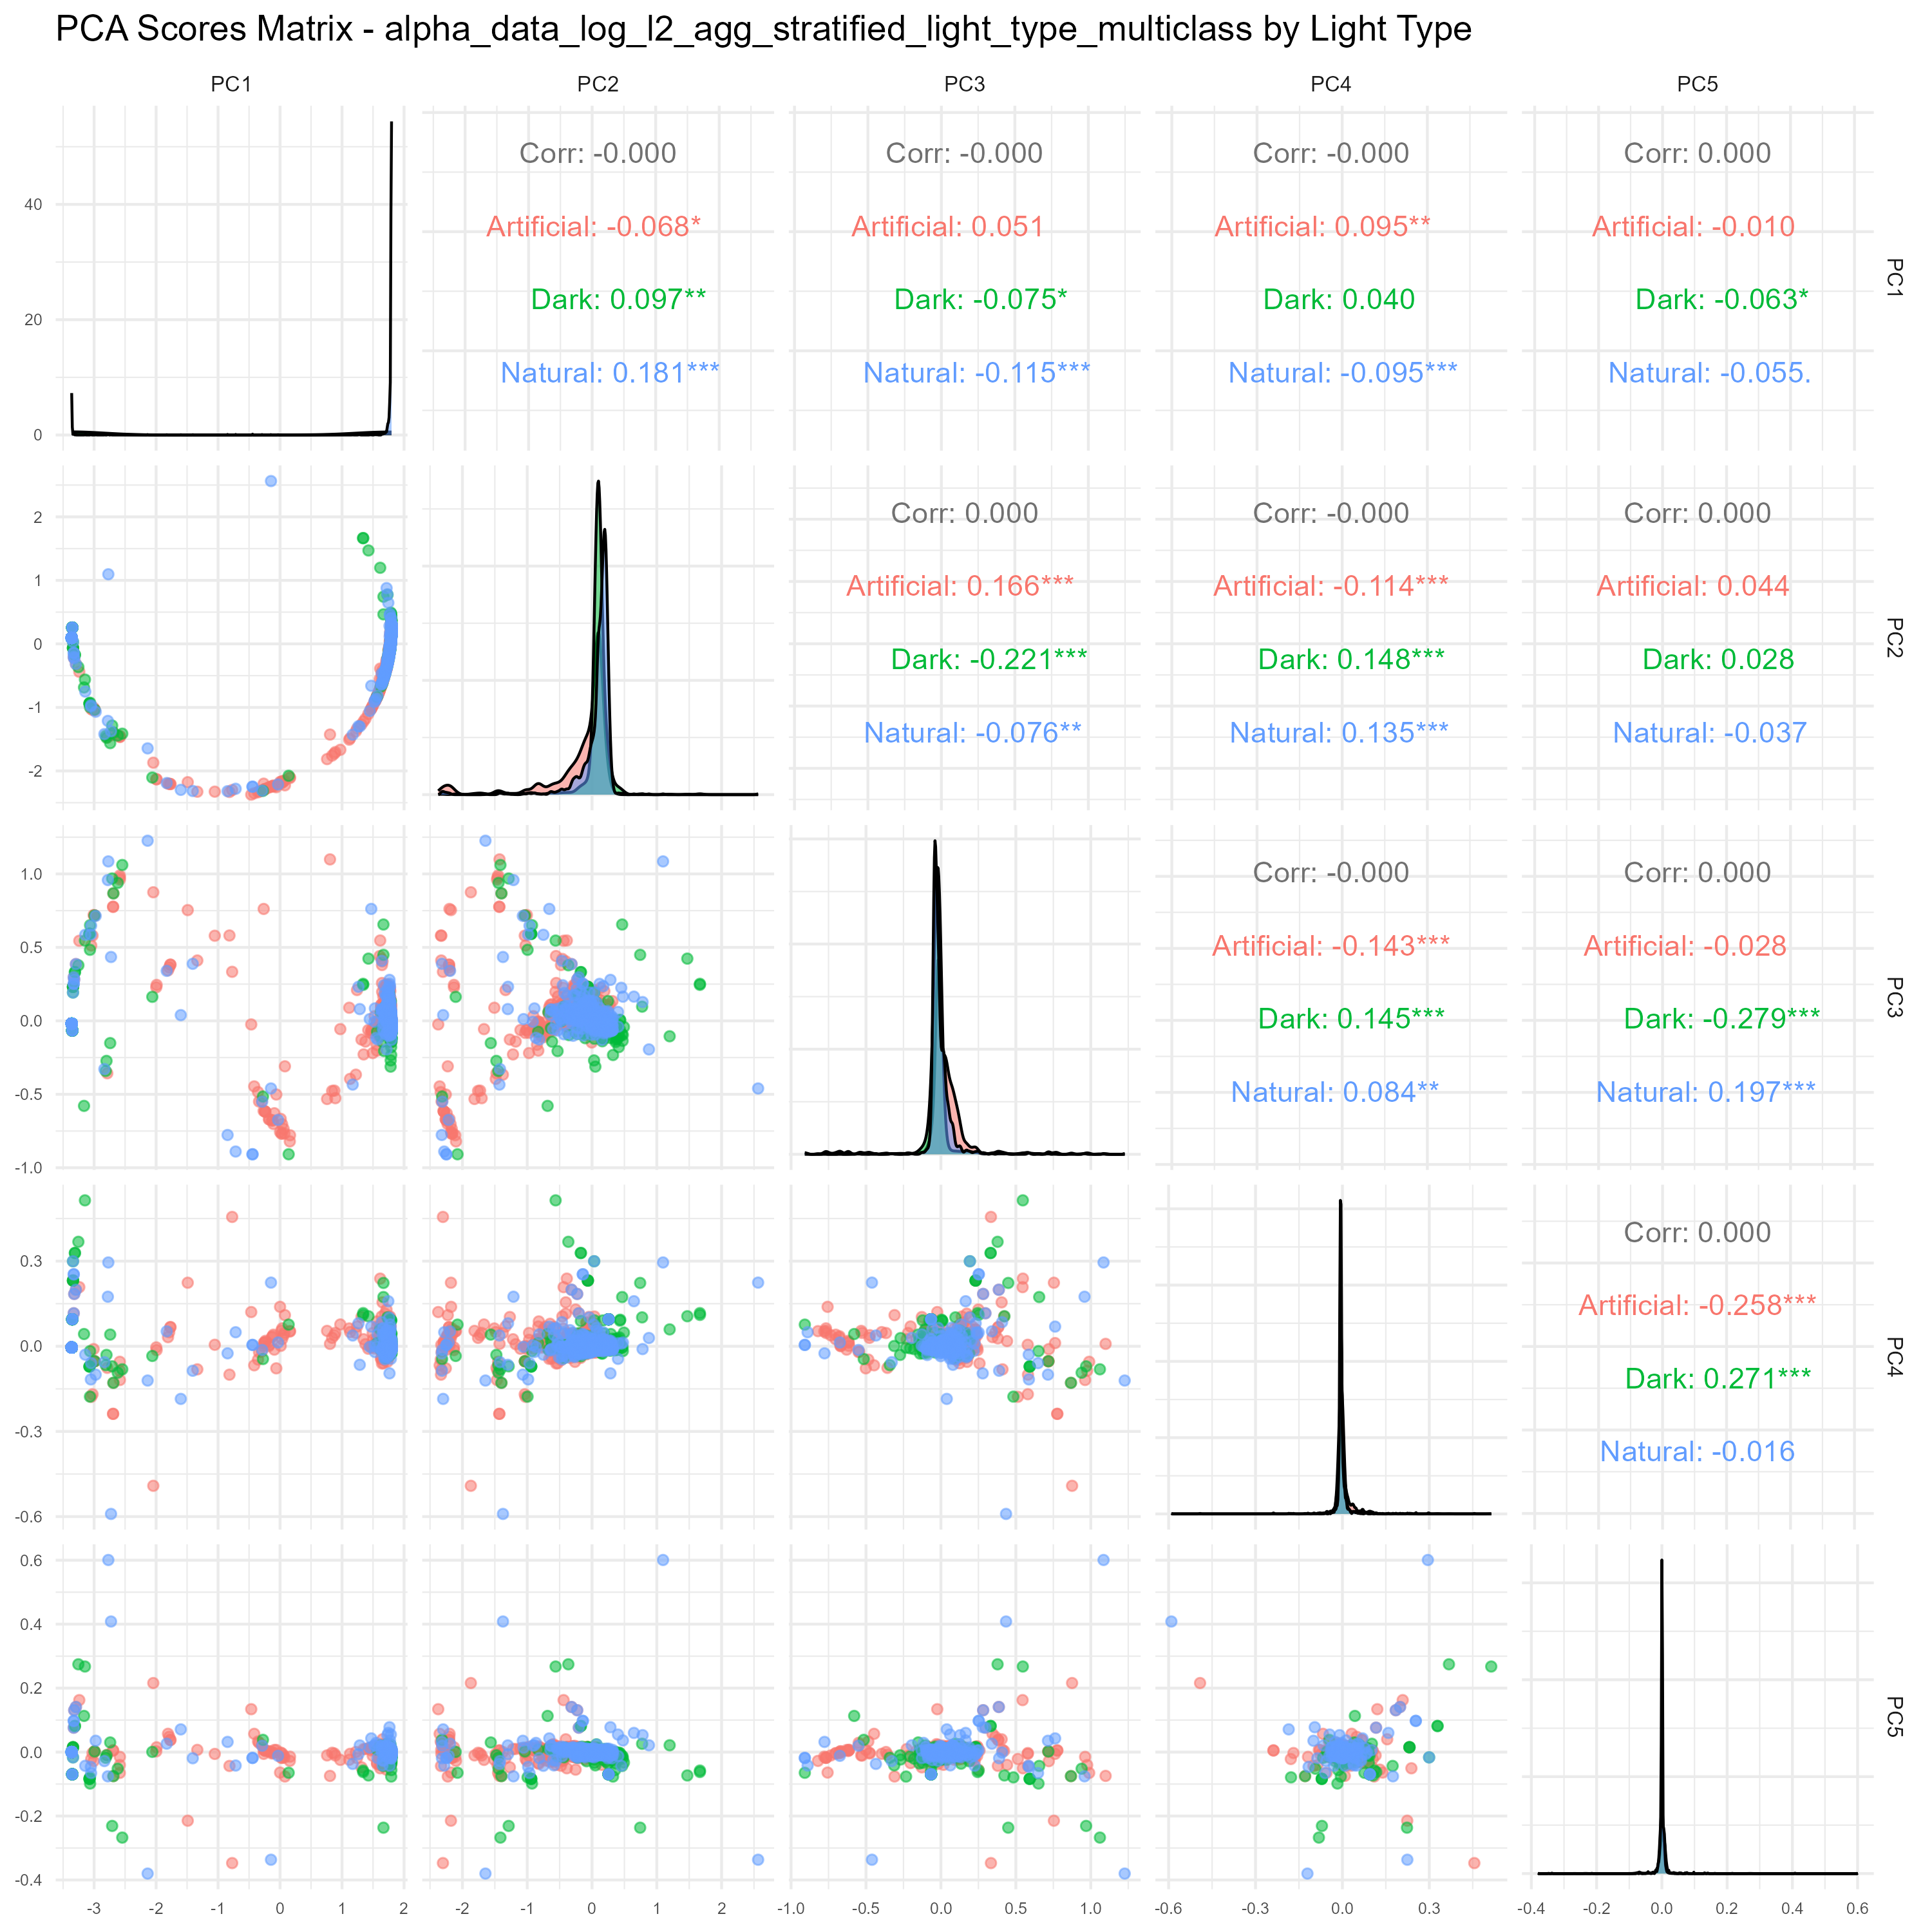 PCA Scores Matrix - alpha_data_log_l2_agg_stratified_light_type_multiclass by Light Type
PC1 PC2 PC3 PC4 PC5
40
20
0
Corr: -0.000
Artificial: -0.068*
Dark: 0.097**
Natural: 0.181***
Corr: -0.000
Artificial: 0.051
Dark: -0.075*
Natural: -0.115***
Corr: -0.000
Artificial: 0.095**
Dark: 0.040
Natural: -0.095***
Corr: 0.000
Artificial: -0.010
Dark: -0.063*
Natural: -0.055.
PC1
2
1
0
-1
-2
Corr: 0.000
Artificial: 0.166***
Dark: -0.221***
Natural: -0.076**
Corr: -0.000
Artificial: -0.114***
Dark: 0.148***
Natural: 0.135***
Corr: 0.000
Artificial: 0.044
Dark: 0.028
Natural: -0.037
PC2
1.0
0.5
0.0
-0.5
-1.0
Corr: -0.000
Artificial: -0.143***
Dark: 0.145***
Natural: 0.084**
Corr: 0.000
Artificial: -0.028
Dark: -0.279***
Natural: 0.197***
PC3
0.3
0.0
-0.3
-0.6
Corr: 0.000
Artificial: -0.258***
Dark: 0.271***
Natural: -0.016
PC4
0.6
0.4
0.2
0.0
-0.2
-0.4
PC5
-3 -2 -1 0 1 2
-2 -1 0 1 2
-1.0 -0.5 0.0 0.5 1.0
-0.6 -0.3 0.0 0.3
-0.4 -0.2 0.0 0.2 0.4 0.6